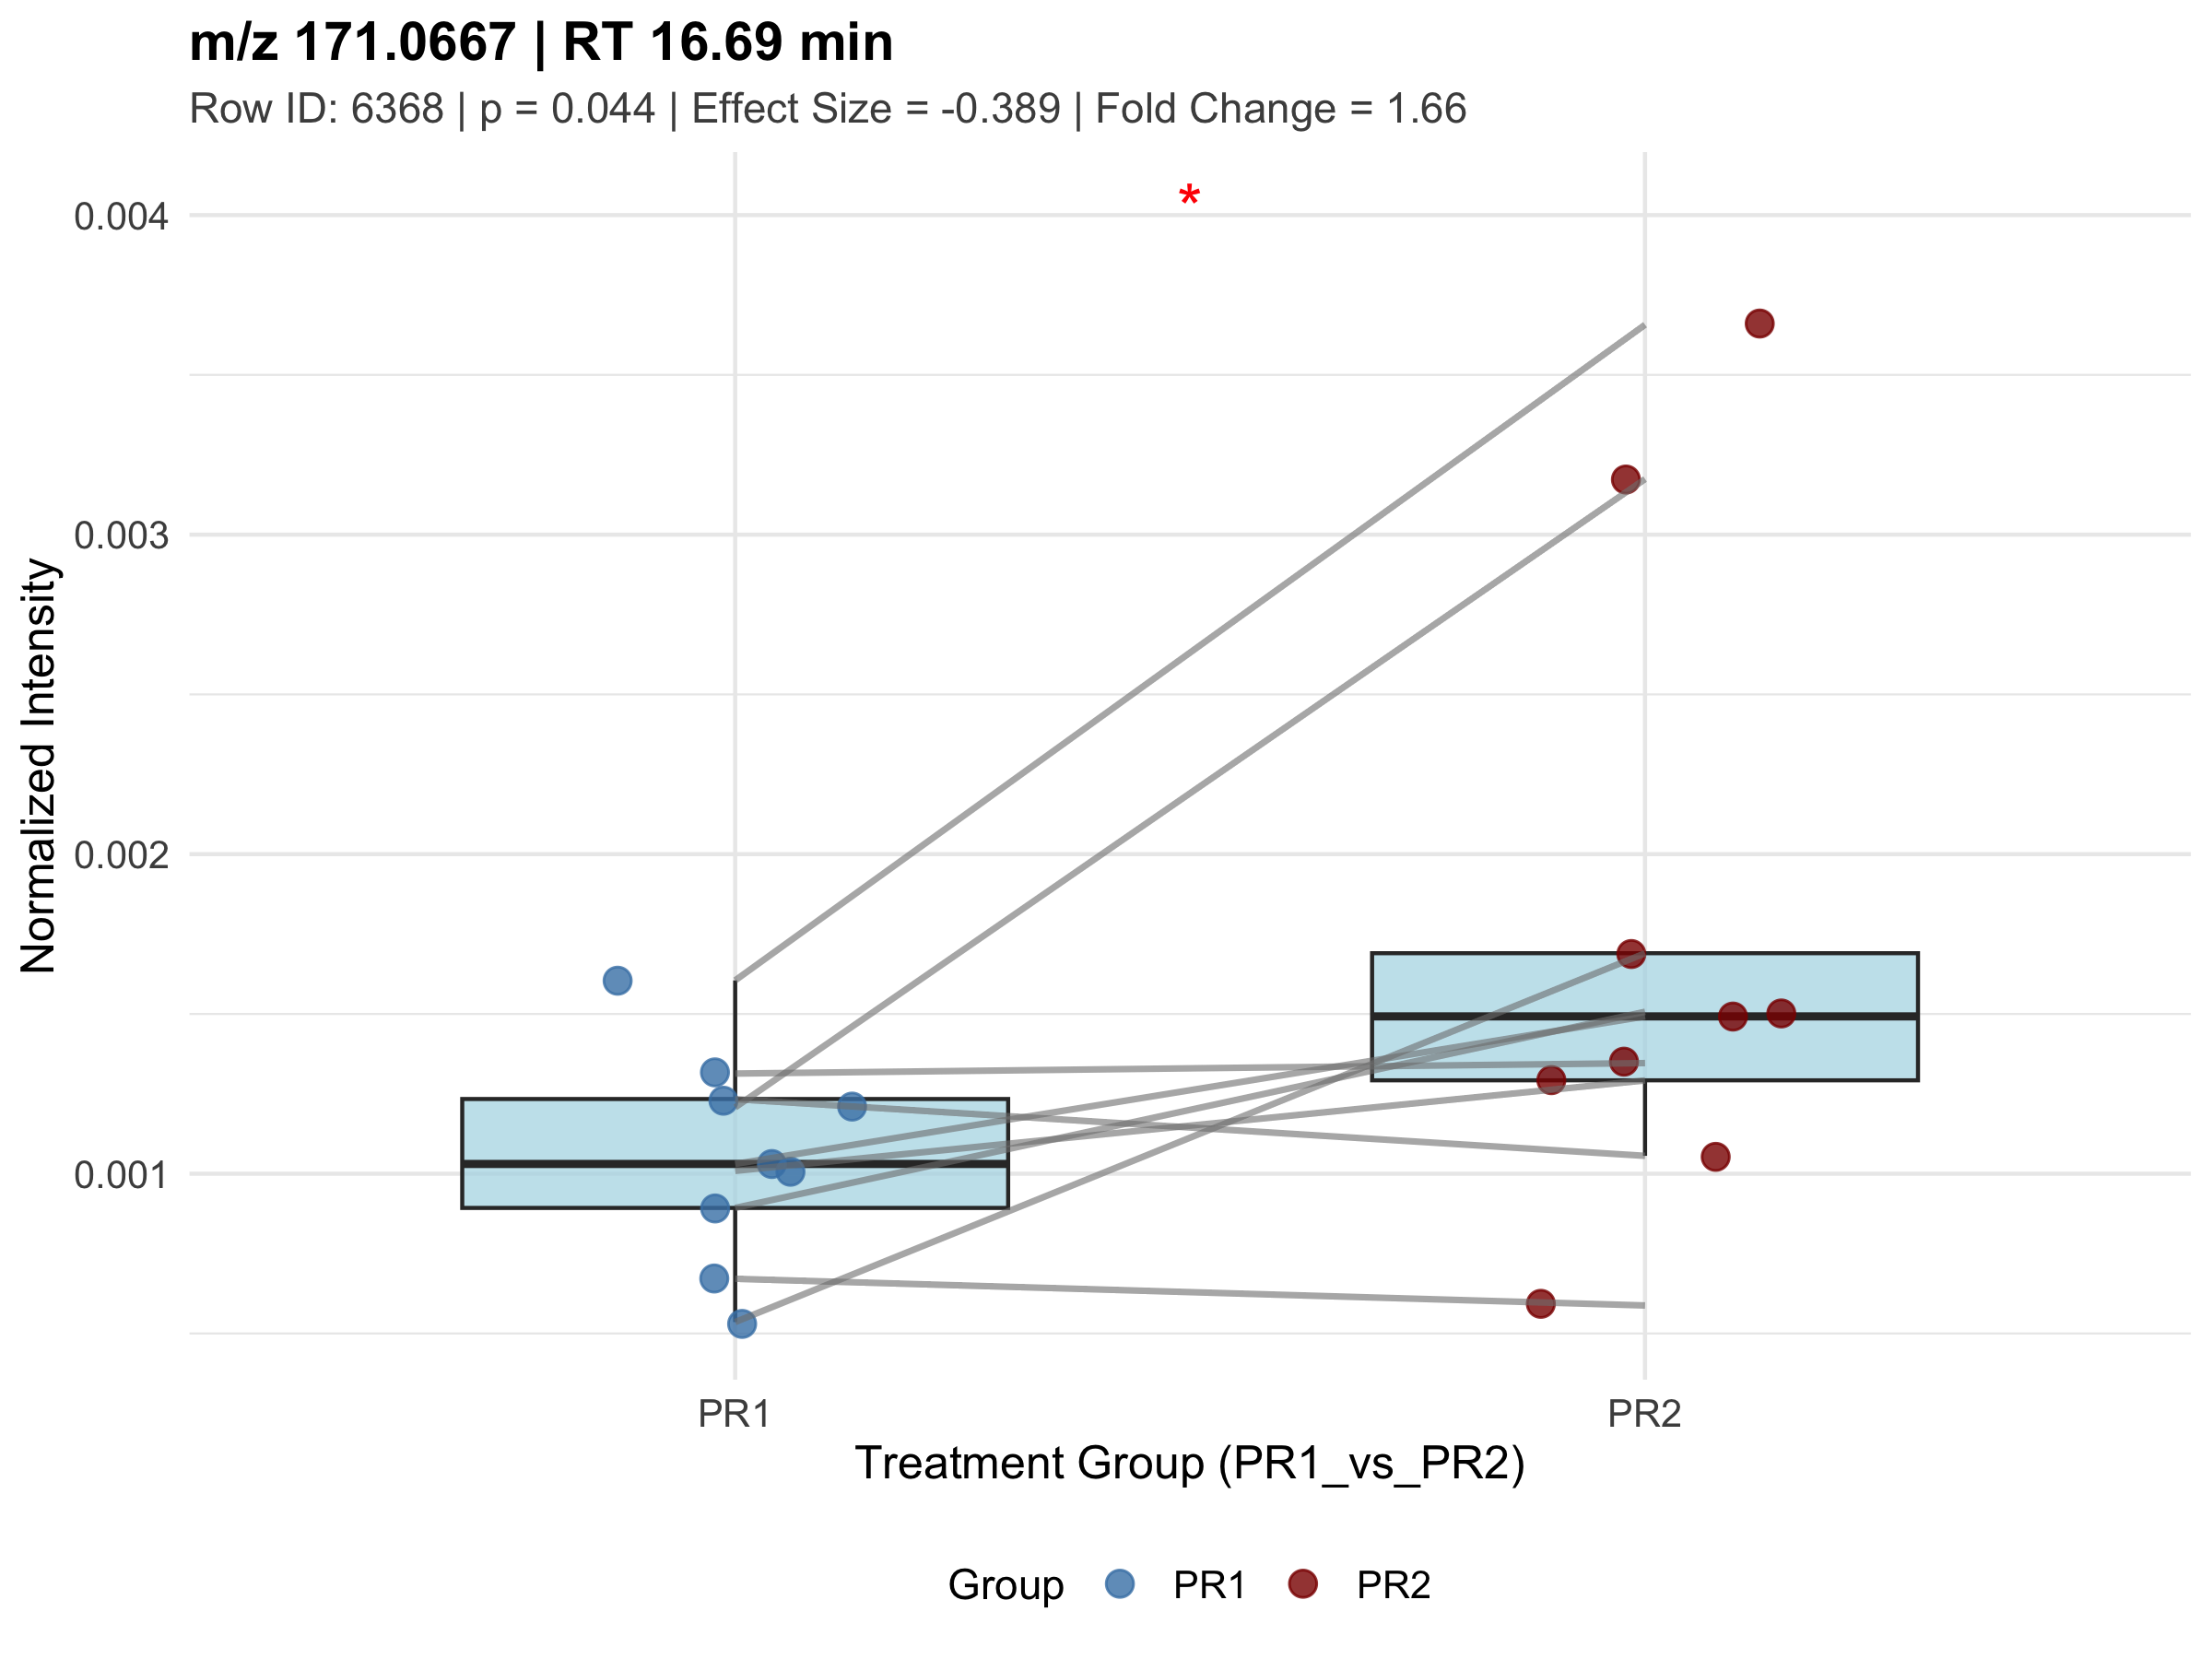 m/z 171.0667 | RT 16.69 min
Row ID: 6368 | p = 0.044 | Effect Size = -0.389 | Fold Change = 1.66
*
0.004
0.003
0.002
0.001
Normalized Intensity
PR1 PR2
Treatment Group (PR1_vs_PR2)
Group PR1 PR2